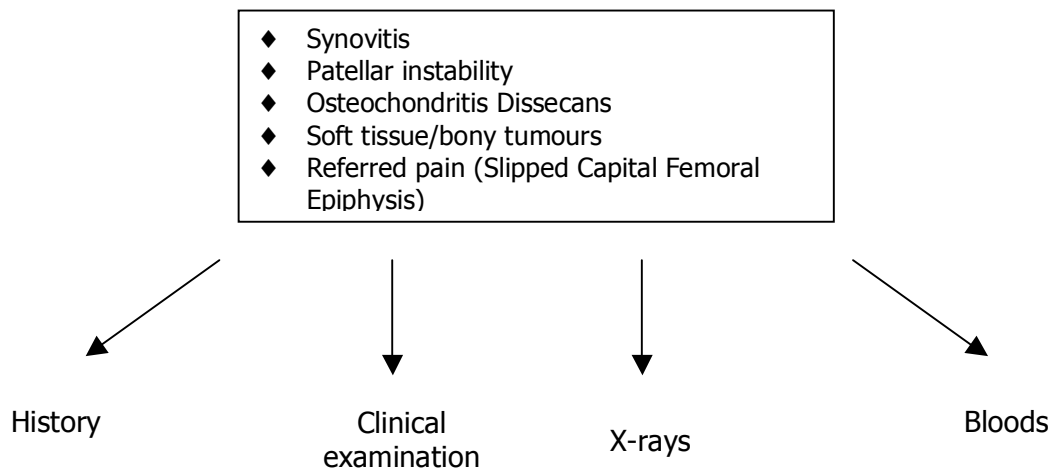 ♦ Synovitis
♦ Patellar instability
♦ Osteochondritis Dissecans
♦ Soft tissue/bony tumours
♦ Referred pain (Slipped Capital Femoral
Epiphysis)
History
Clinical
examination
X-rays
Bloods